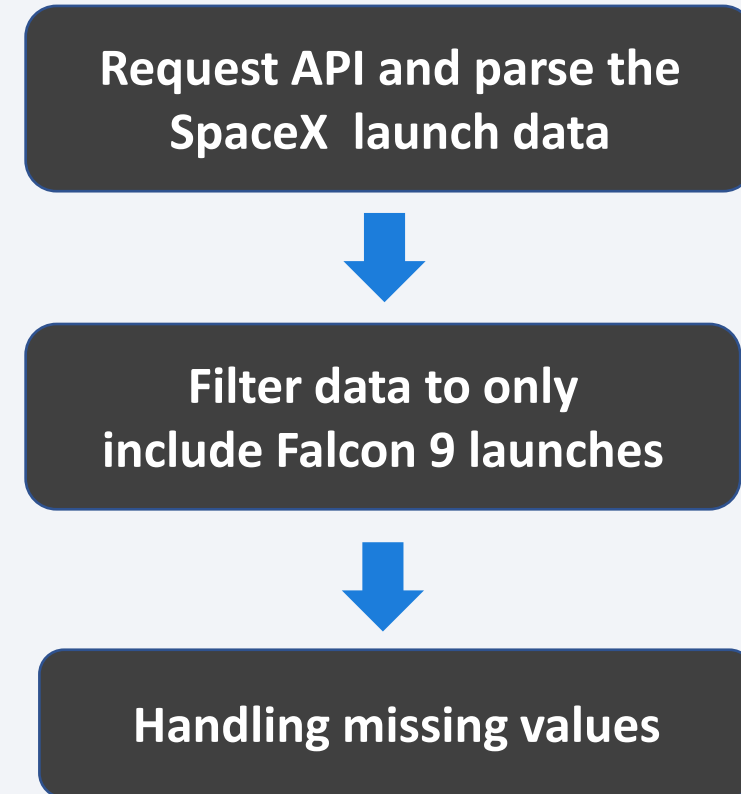 Request API and parse the
SpaceX  launch data
Filter data to only
include Falcon 9 launches
Handling missing values